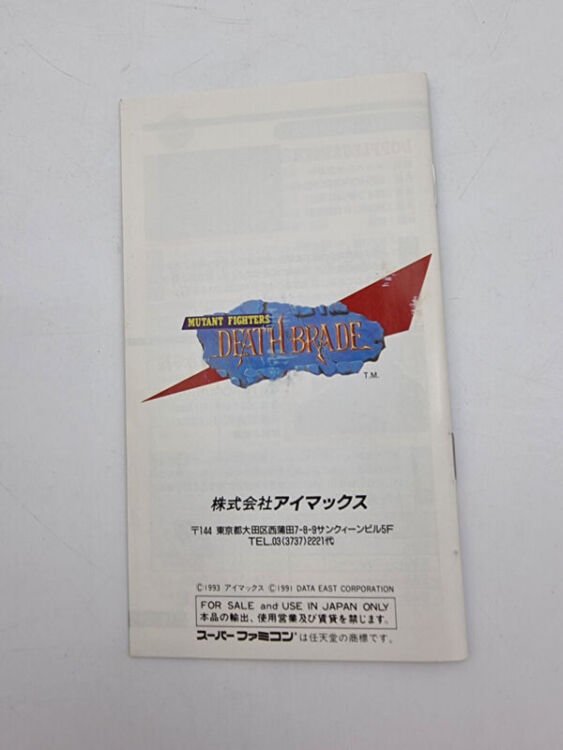 MUTANT FIGHTERS
DEATH BRADE
T.M.
株式会社アイマックス
〒144 東京都大田区西蒲田7-8-9サンクィーンビル5F
TEL.03(3737)2221代
Ⓒ1993 アイマックス Ⓒ1991 DATA EAST CORPORATION
FOR SALE and USE IN JAPAN ONLY
本品の輸出、使用営業及び賃貸を禁じます。
スーパーファミコン®は任天堂の商標です。